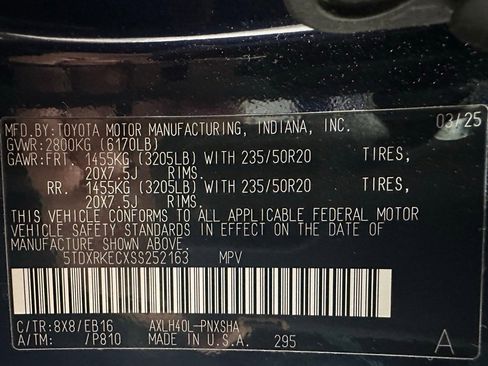 MFD.BY:TOYOTA MOTOR MANUFACTURING, INDIANA, INC. 03/25
GVWR:2800KG (6170LB)
GAWR:FRT. 1455KG (3205LB) WITH 235/50R20 TIRES,
20X7.5J RIMS.
RR. 1455KG (3205LB) WITH 235/50R20 TIRES,
20X7.5J RIMS.
THIS VEHICLE CONFORMS TO ALL APPLICABLE FEDERAL MOTOR
VEHICLE SAFETY STANDARDS IN EFFECT ON THE DATE OF
MANUFACTURE SHOWN ABOVE.
5TDXRKECXSS252163 MPV
C/TR:8X8/EB16 AXLH40L-PNXSHA
A/TM: /P810 MADE IN U.S.A. 295 A